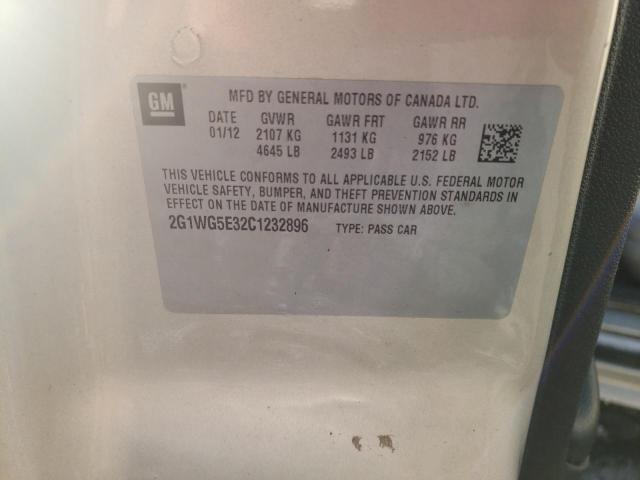 GM
MFD BY GENERAL MOTORS OF CANADA LTD.
DATE GVWR GAWR FRT GAWR RR
01/12 2107 KG 1131 KG 976 KG
4645 LB 2493 LB 2152 LB
THIS VEHICLE CONFORMS TO ALL APPLICABLE U.S. FEDERAL MOTOR
VEHICLE SAFETY, BUMPER, AND THEFT PREVENTION STANDARDS
IN EFFECT ON THE DATE OF MANUFACTURE SHOWN ABOVE.
2G1WG5E32C1232896 TYPE: PASS CAR